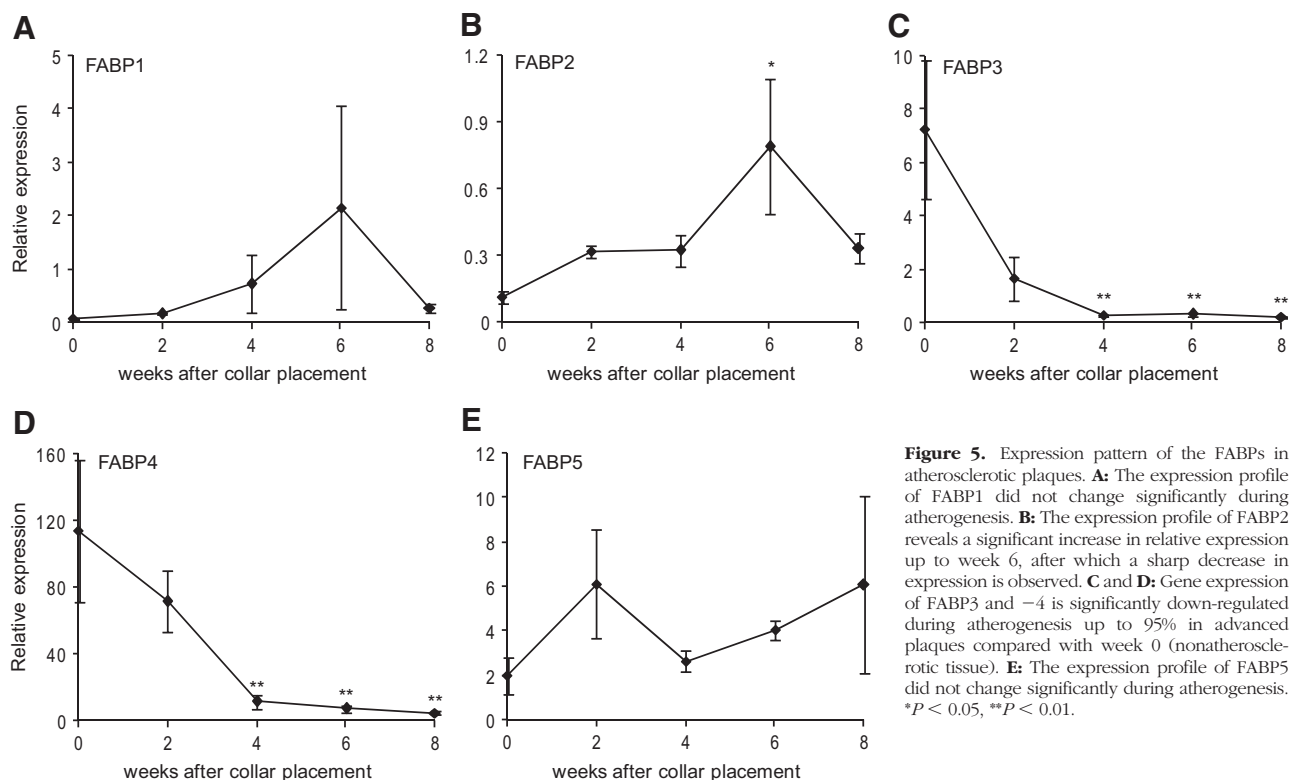 A
FABP1
5
4
3
2
1
0
Relative expression
0 2 4 6 8
weeks after collar placement
B
FABP2
1.2
0.9
0.6
0.3
0
*
0 2 4 6 8
weeks after collar placement
C
FABP3
10
8
6
4
2
0
** ** **
0 2 4 6 8
weeks after collar placement
D
FABP4
160
120
80
40
0
Relative expression
** ** **
0 2 4 6 8
weeks after collar placement
E
FABP5
12
10
8
6
4
2
0
0 2 4 6 8
weeks after collar placement
Figure 5. Expression pattern of the FABPs in
atherosclerotic plaques. A: The expression profile
of FABP1 did not change significantly during
atherogenesis. B: The expression profile of FABP2
reveals a significant increase in relative expression
up to week 6, after which a sharp decrease in
expression is observed. C and D: Gene expression
of FABP3 and −4 is significantly down-regulated
during atherogenesis up to 95% in advanced
plaques compared with week 0 (nonatheroscle-
rotic tissue). E: The expression profile of FABP5
did not change significantly during atherogenesis.
*P < 0.05, **P < 0.01.